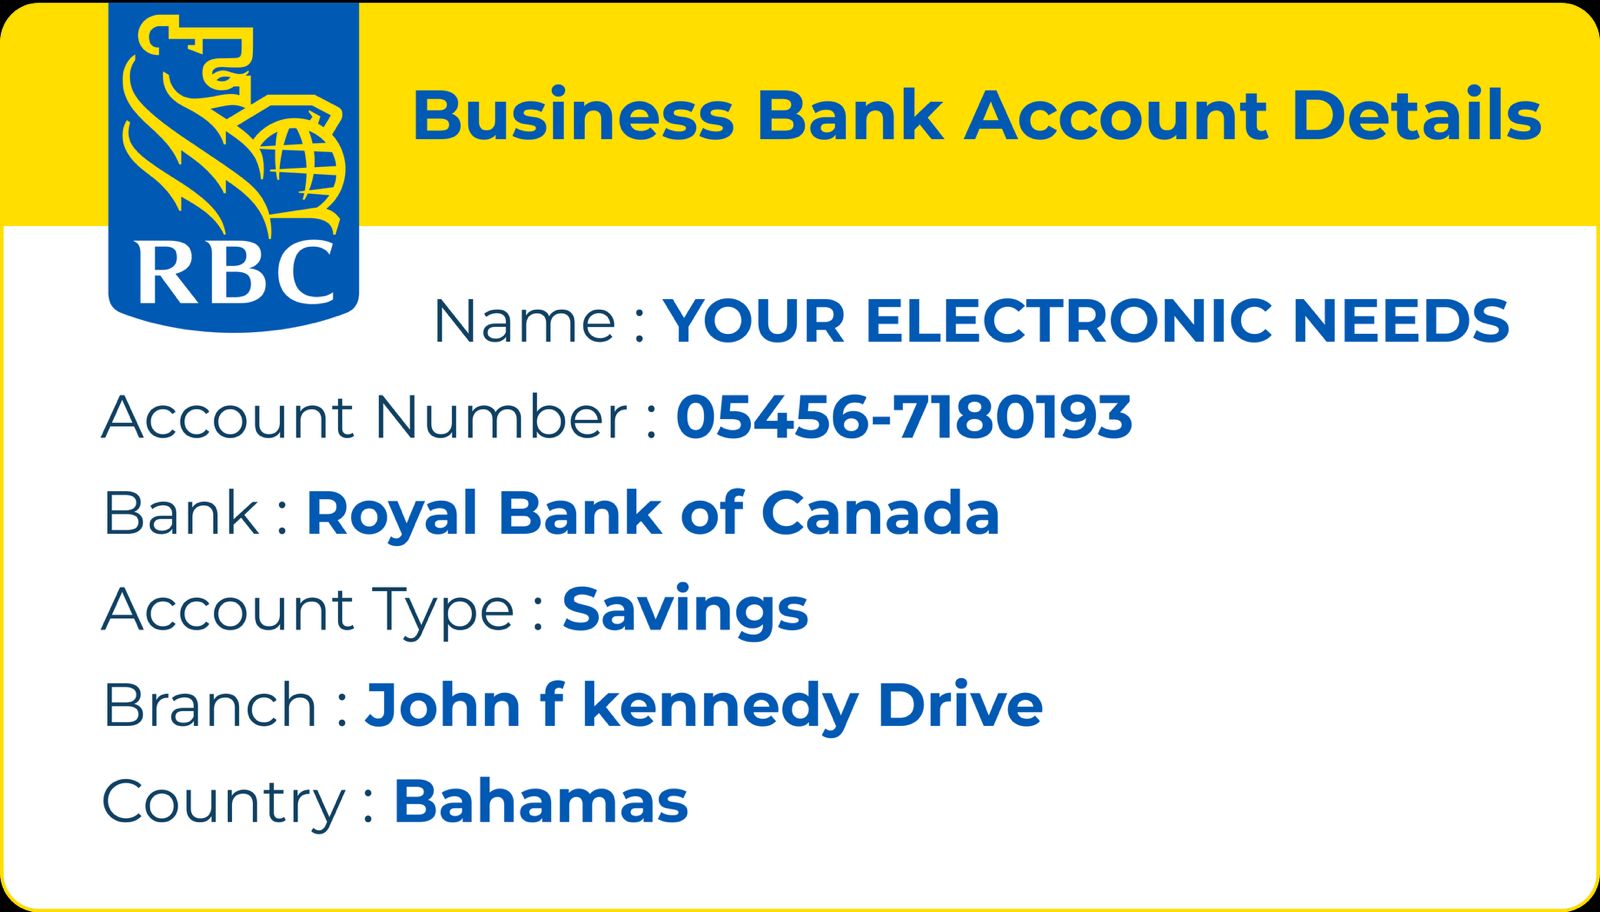 Business Bank Account Details
RBC
Name : YOUR ELECTRONIC NEEDS
Account Number : 05456-7180193
Bank : Royal Bank of Canada
Account Type : Savings
Branch : John f kennedy Drive
Country : Bahamas